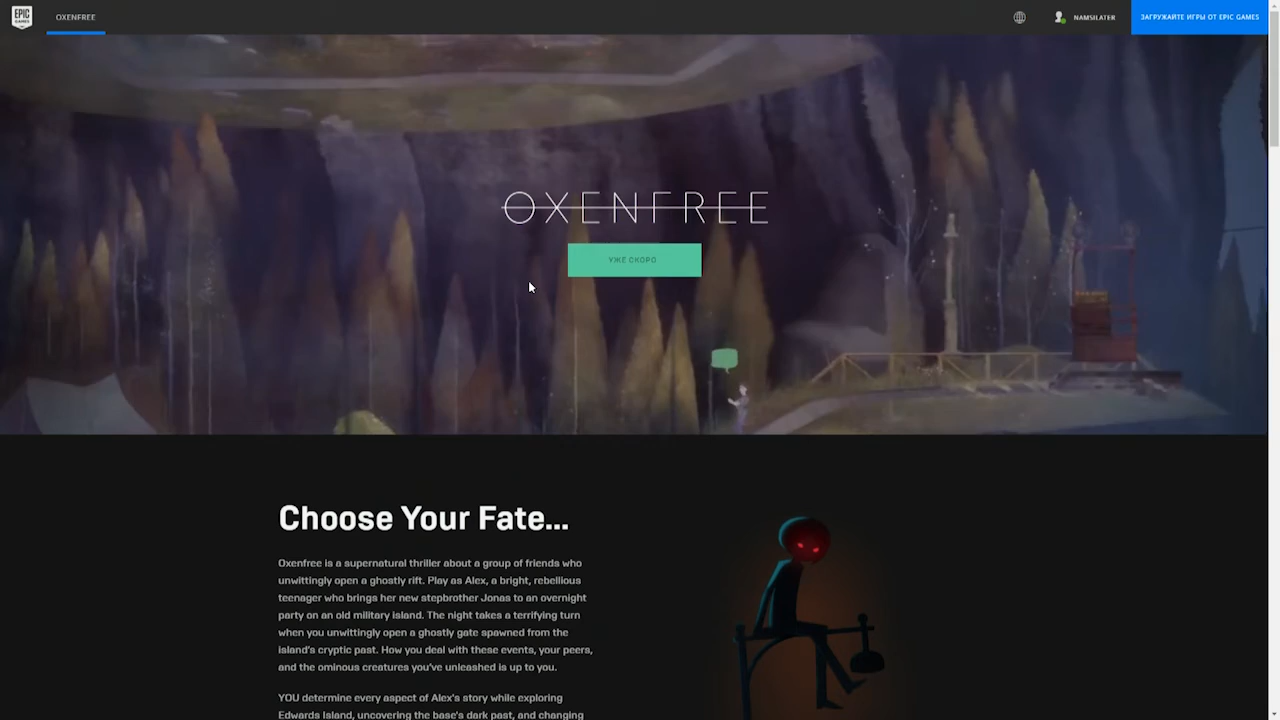 EPIC
GAMES
OXENFREE
NAMSILATER
ЗАГРУЖАЙТЕ ИГРЫ ОТ EPIC GAMES
OXENFREE
УЖЕ СКОРО
Choose Your Fate...
Oxenfree is a supernatural thriller about a group of friends who
unwittingly open a ghostly rift. Play as Alex, a bright, rebellious
teenager who brings her new stepbrother Jonas to an overnight
party on an old military island. The night takes a terrifying turn
when you unwittingly open a ghostly gate spawned from the
island's cryptic past. How you deal with these events, your peers,
and the ominous creatures you've unleashed is up to you.
YOU determine every aspect of Alex's story while exploring
Edwards Island, uncovering the base's dark past, and changing